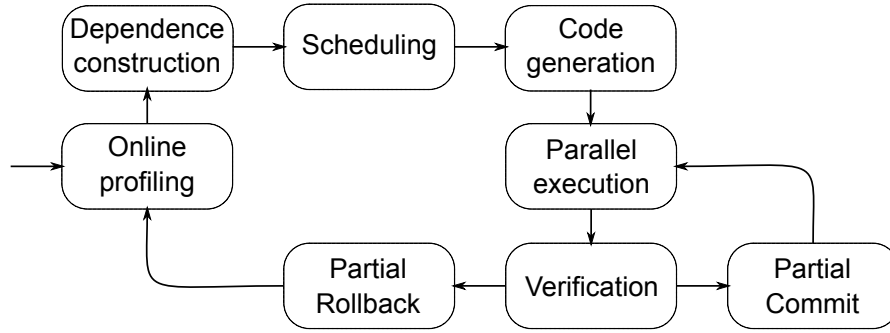 Dependence
construction
Scheduling
Code
generation
Online
profiling
Parallel
execution
Partial
Rollback
Verification
Partial
Commit